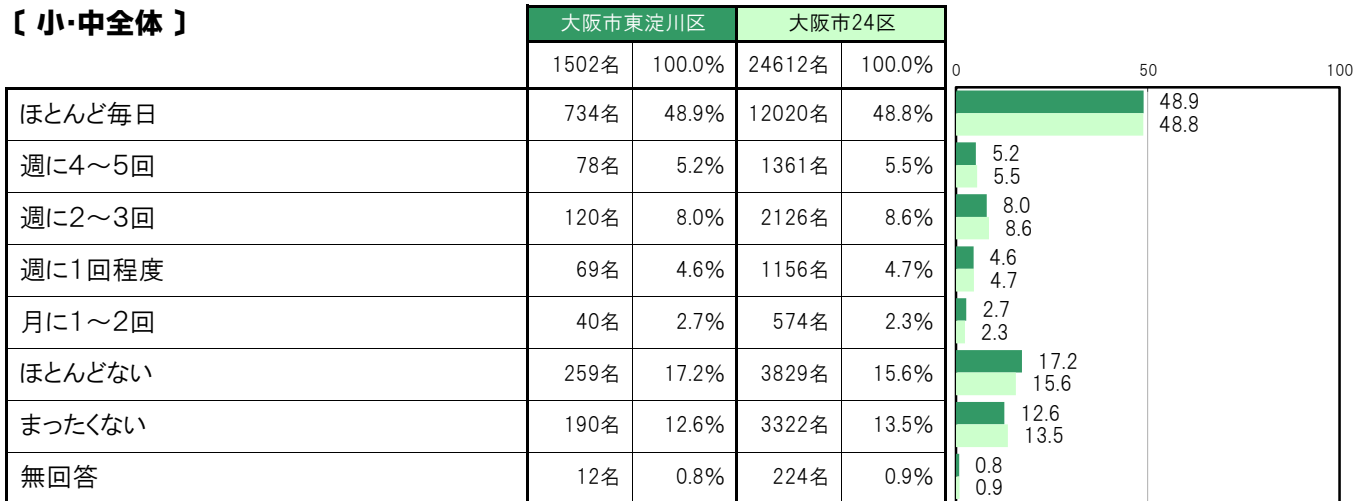 〔 小・中全体 〕
大阪市東淀川区 大阪市24区
1502名 100.0% 24612名 100.0%
0 50 100
ほとんど毎日 734名 48.9% 12020名 48.8% 48.9
48.8
週に4〜5回 78名 5.2% 1361名 5.5% 5.2
5.5
週に2〜3回 120名 8.0% 2126名 8.6% 8.0
8.6
週に1回程度 69名 4.6% 1156名 4.7% 4.6
4.7
月に1〜2回 40名 2.7% 574名 2.3% 2.7
2.3
ほとんどない 259名 17.2% 3829名 15.6% 17.2
15.6
まったくない 190名 12.6% 3322名 13.5% 12.6
13.5
無回答 12名 0.8% 224名 0.9% 0.8
0.9